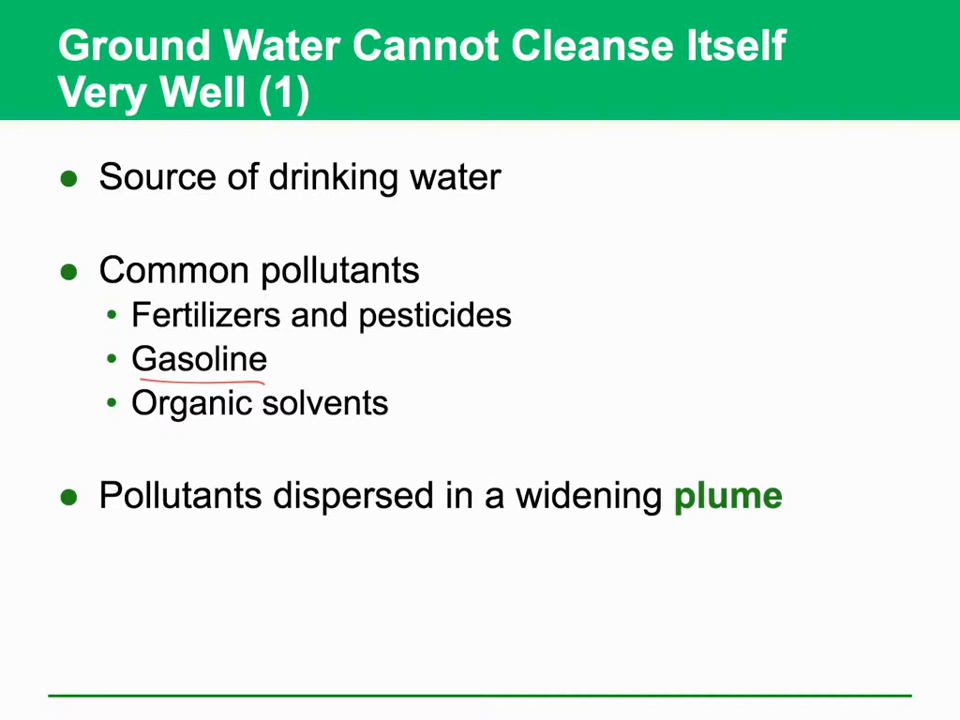 Ground Water Cannot Cleanse Itself
Very Well (1)
● Source of drinking water
● Common pollutants
• Fertilizers and pesticides
• Gasoline
• Organic solvents
● Pollutants dispersed in a widening plume